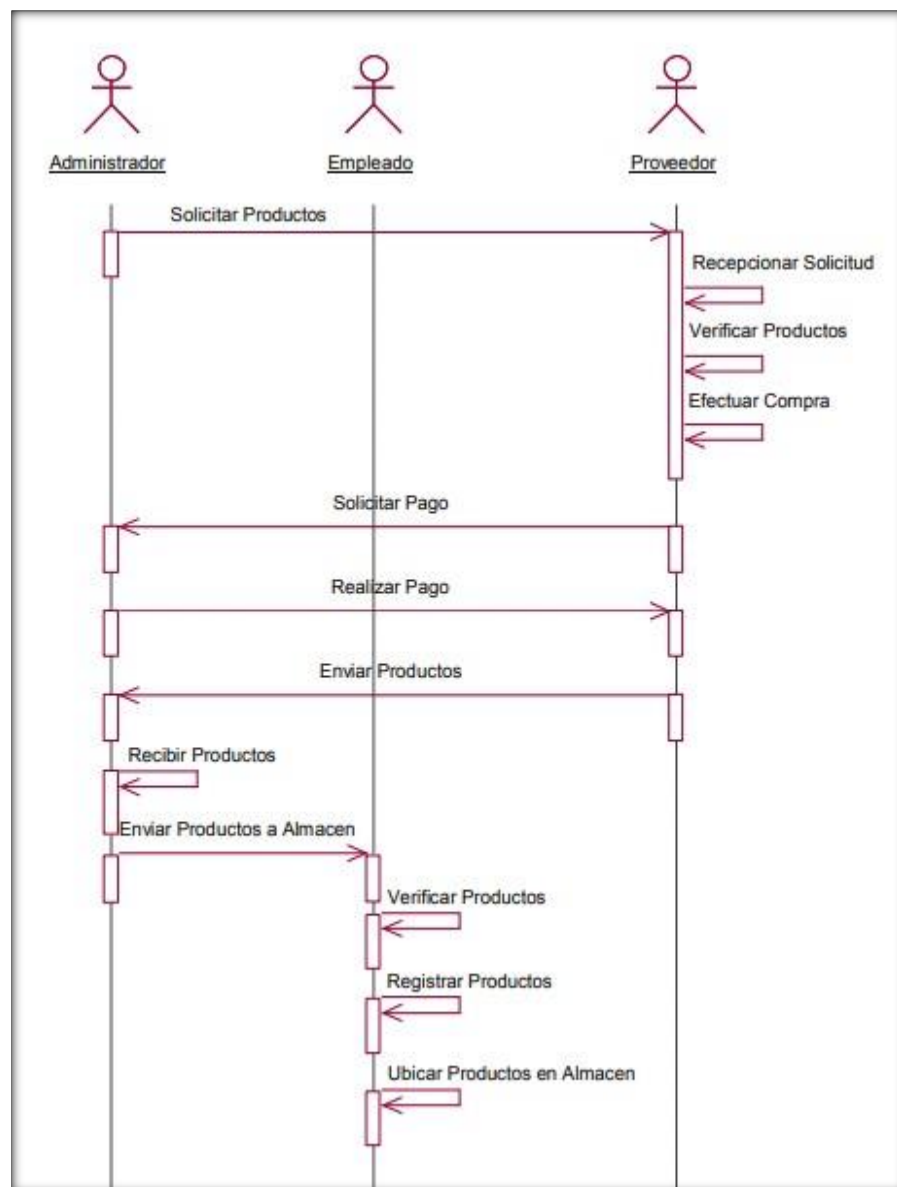 Administrador
Empleado
Proveedor
Solicitar Productos
Recepcionar Solicitud
Verificar Productos
Efectuar Compra
Solicitar Pago
Realizar Pago
Enviar Productos
Recibir Productos
Enviar Productos a Almacen
Verificar Productos
Registrar Productos
Ubicar Productos en Almacen